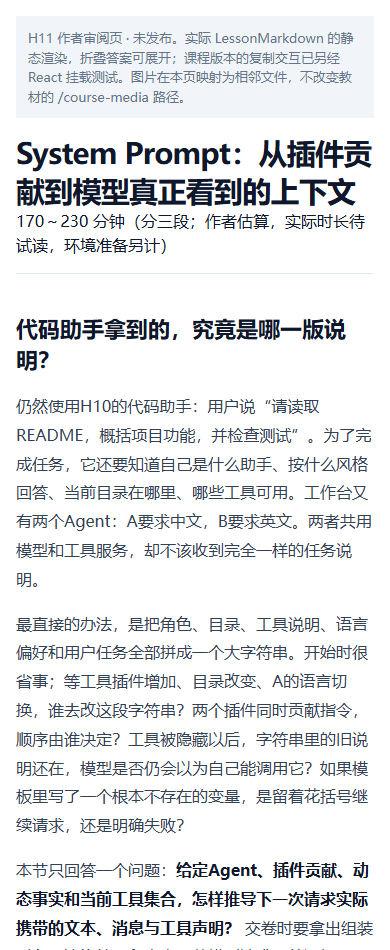 H11 作者审阅页 · 未发布。实际 LessonMarkdown 的静
态渲染，折叠答案可展开；课程版本的复制交互已另经
React 挂载测试。图片在本页映射为相邻文件，不改变教
材的 /course-media 路径。
System Prompt：从插件贡
献到模型真正看到的上下文
170～230 分钟（分三段；作者估算，实际时长待
试读，环境准备另计）
代码助手拿到的，究竟是哪一版说
明？
仍然使用H10的代码助手：用户说“请读取
README，概括项目功能，并检查测试”。为了完
成任务，它还要知道自己是什么助手、按什么风格
回答、当前目录在哪里、哪些工具可用。工作台又
有两个Agent：A要求中文，B要求英文。两者共用
模型和工具服务，却不该收到完全一样的任务说
明。
最直接的办法，是把角色、目录、工具说明、语言
偏好和用户任务全部拼成一个大字符串。开始时很
省事；等工具插件增加、目录改变、A的语言切
换，谁去改这段字符串？两个插件同时贡献指令，
顺序由谁决定？工具被隐藏以后，字符串里的旧说
明还在，模型是否仍会以为自己能调用它？如果模
板里写了一个根本不存在的变量，是留着花括号继
续请求，还是明确失败？
本节只回答一个问题：给定Agent、插件贡献、动
态事实和当前工具集合，怎样推导下一次请求实际
携带的文本、消息与工具声明？ 交卷时要拿出组装